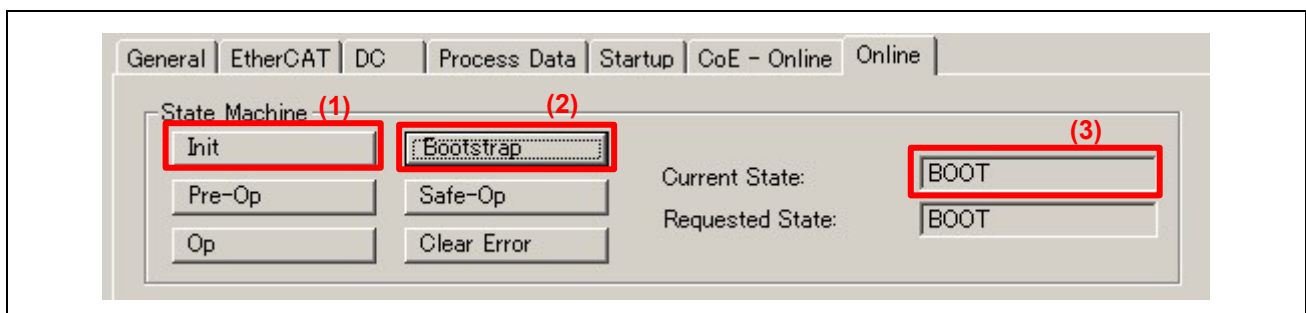 General EtherCAT DC Process Data Startup CoE - Online Online
State Machine (1) (2)
Init Bootstrap (3)
Current State: BOOT
Pre-Op Safe-Op
Requested State: BOOT
Op Clear Error